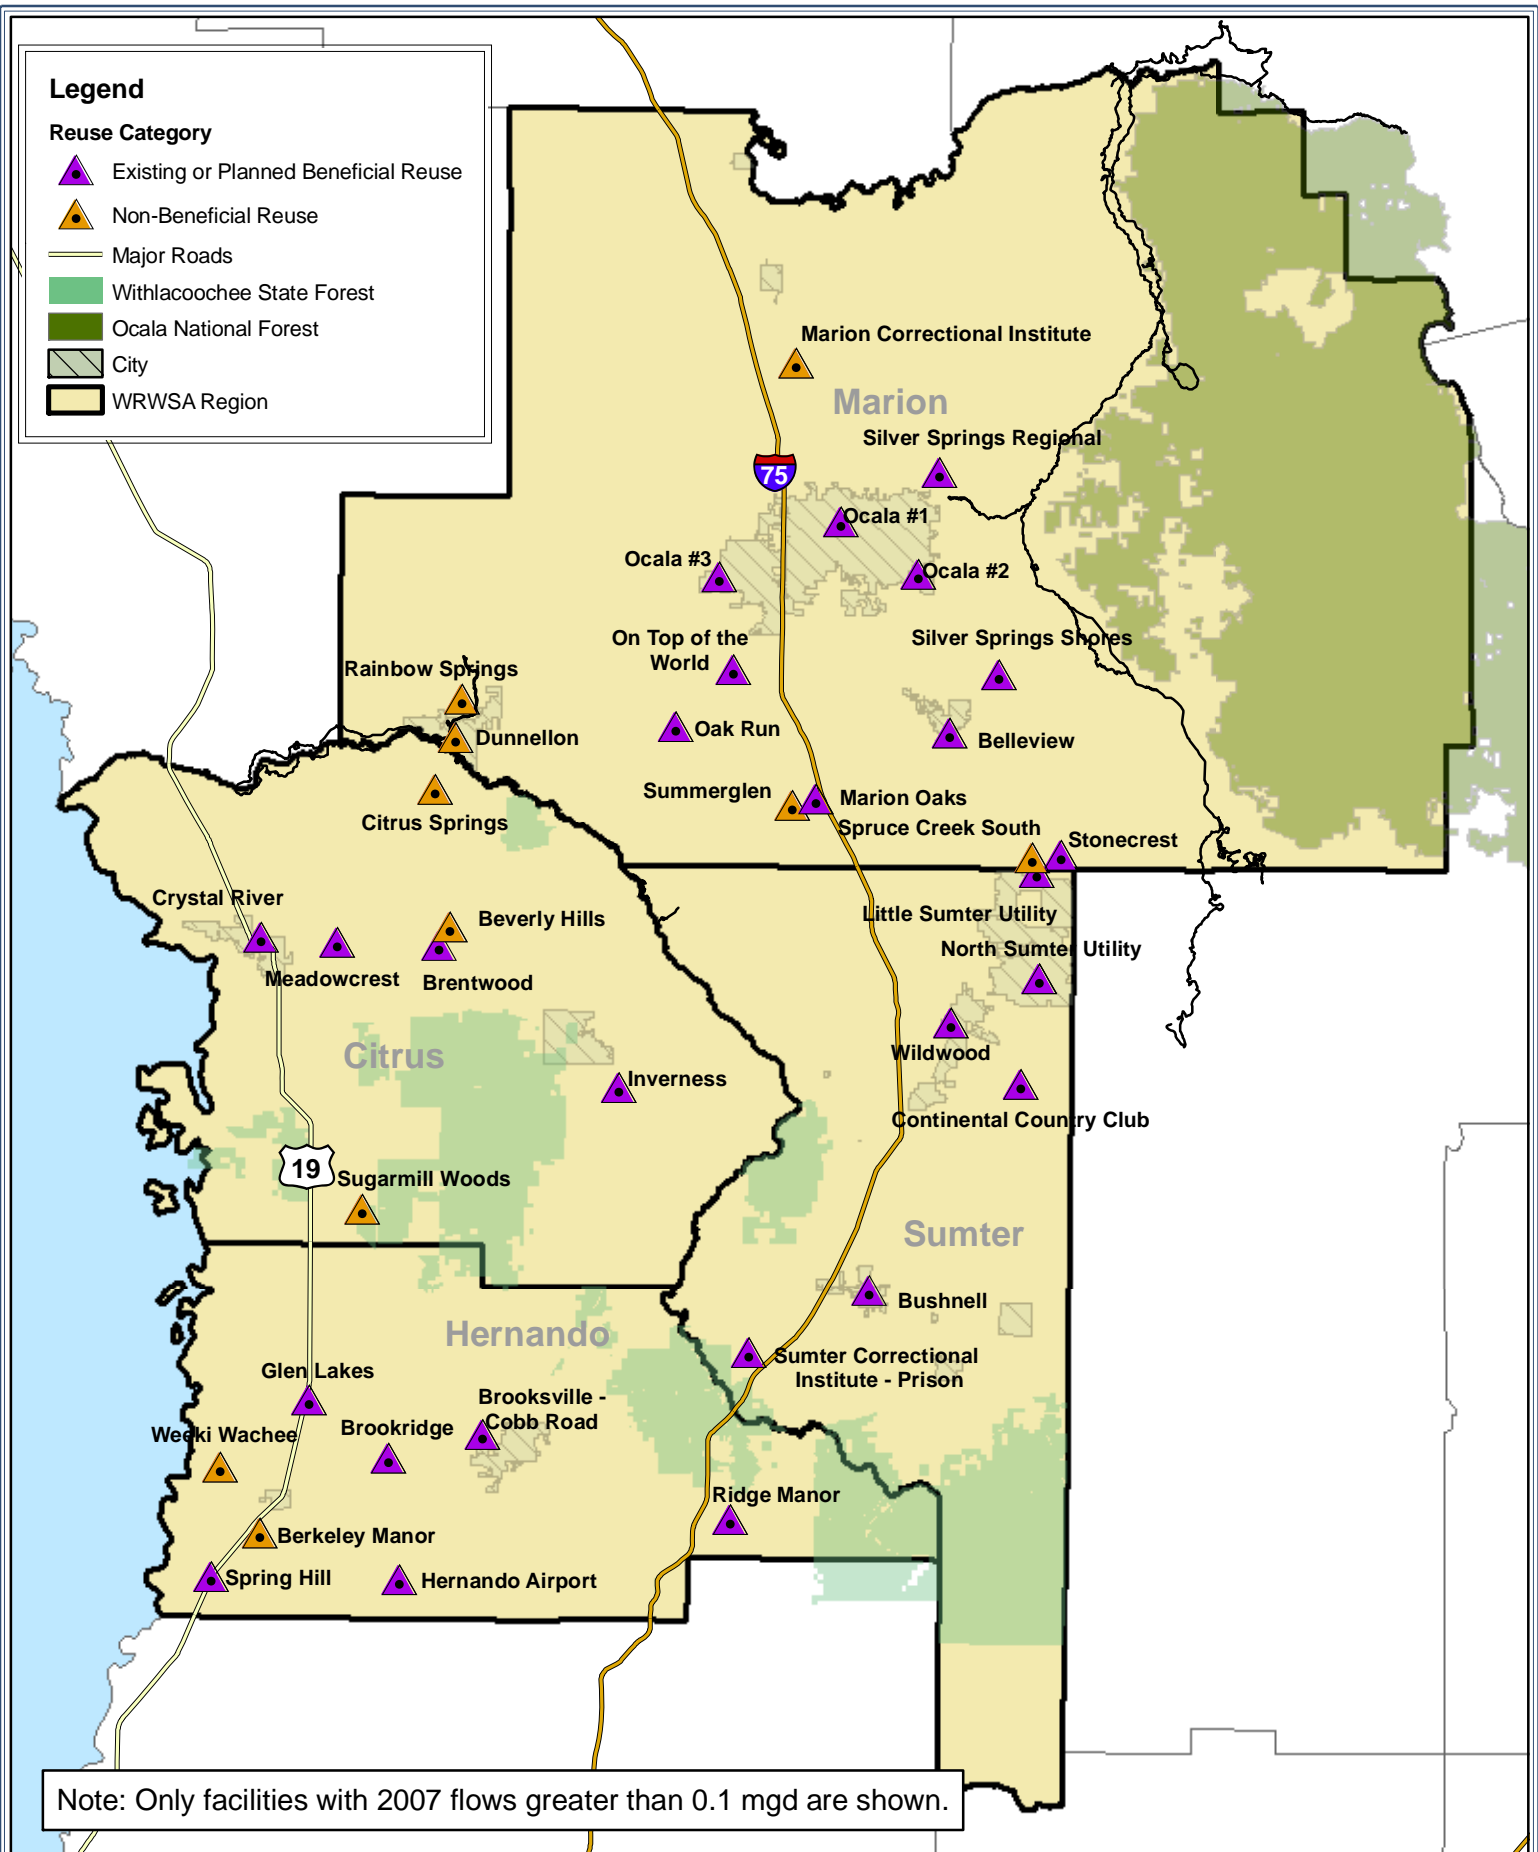 Legend
Reuse Category
Existing or Planned Beneficial Reuse
Non-Beneficial Reuse
Major Roads
Withlacoochee State Forest
Ocala National Forest
City
WRWSA Region
Marion Correctional Institute
Marion
Silver Springs Regional
75
Ocala #1
Ocala #3
Ocala #2
On Top of the
World
Silver Springs Shores
Rainbow Springs
Oak Run
Dunnellon
Belleview
Summerglen
Marion Oaks
Citrus Springs
Spruce Creek South
Stonecrest
Crystal River
Beverly Hills
Little Sumter Utility
North Sumter Utility
Meadowcrest
Brentwood
Citrus
Wildwood
Inverness
Continental Country Club
19
Sugarmill Woods
Sumter
Bushnell
Hernando
Sumter Correctional
Institute - Prison
Glen Lakes
Brooksville -
Cobb Road
Weeki Wachee
Brookridge
Ridge Manor
Berkeley Manor
Spring Hill
Hernando Airport
Note: Only facilities with 2007 flows greater than 0.1 mgd are shown.